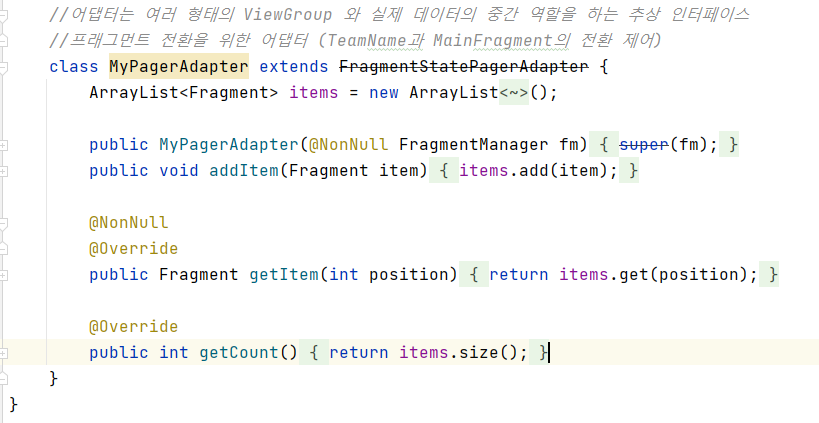 //어댑터는 여러 형태의 ViewGroup 와 실제 데이터의 중간 역할을 하는 추상 인터페이스
//프래그먼트 전환을 위한 어댑터 (TeamName과 MainFragment의 전환 제어)
class MyPagerAdapter extends FragmentStatePagerAdapter {
ArrayList<Fragment> items = new ArrayList<~>();
public MyPagerAdapter(@NonNull FragmentManager fm) { super(fm); }
public void addItem(Fragment item) { items.add(item); }
@NonNull
@Override
public Fragment getItem(int position) { return items.get(position); }
@Override
public int getCount() { return items.size(); }
}
}